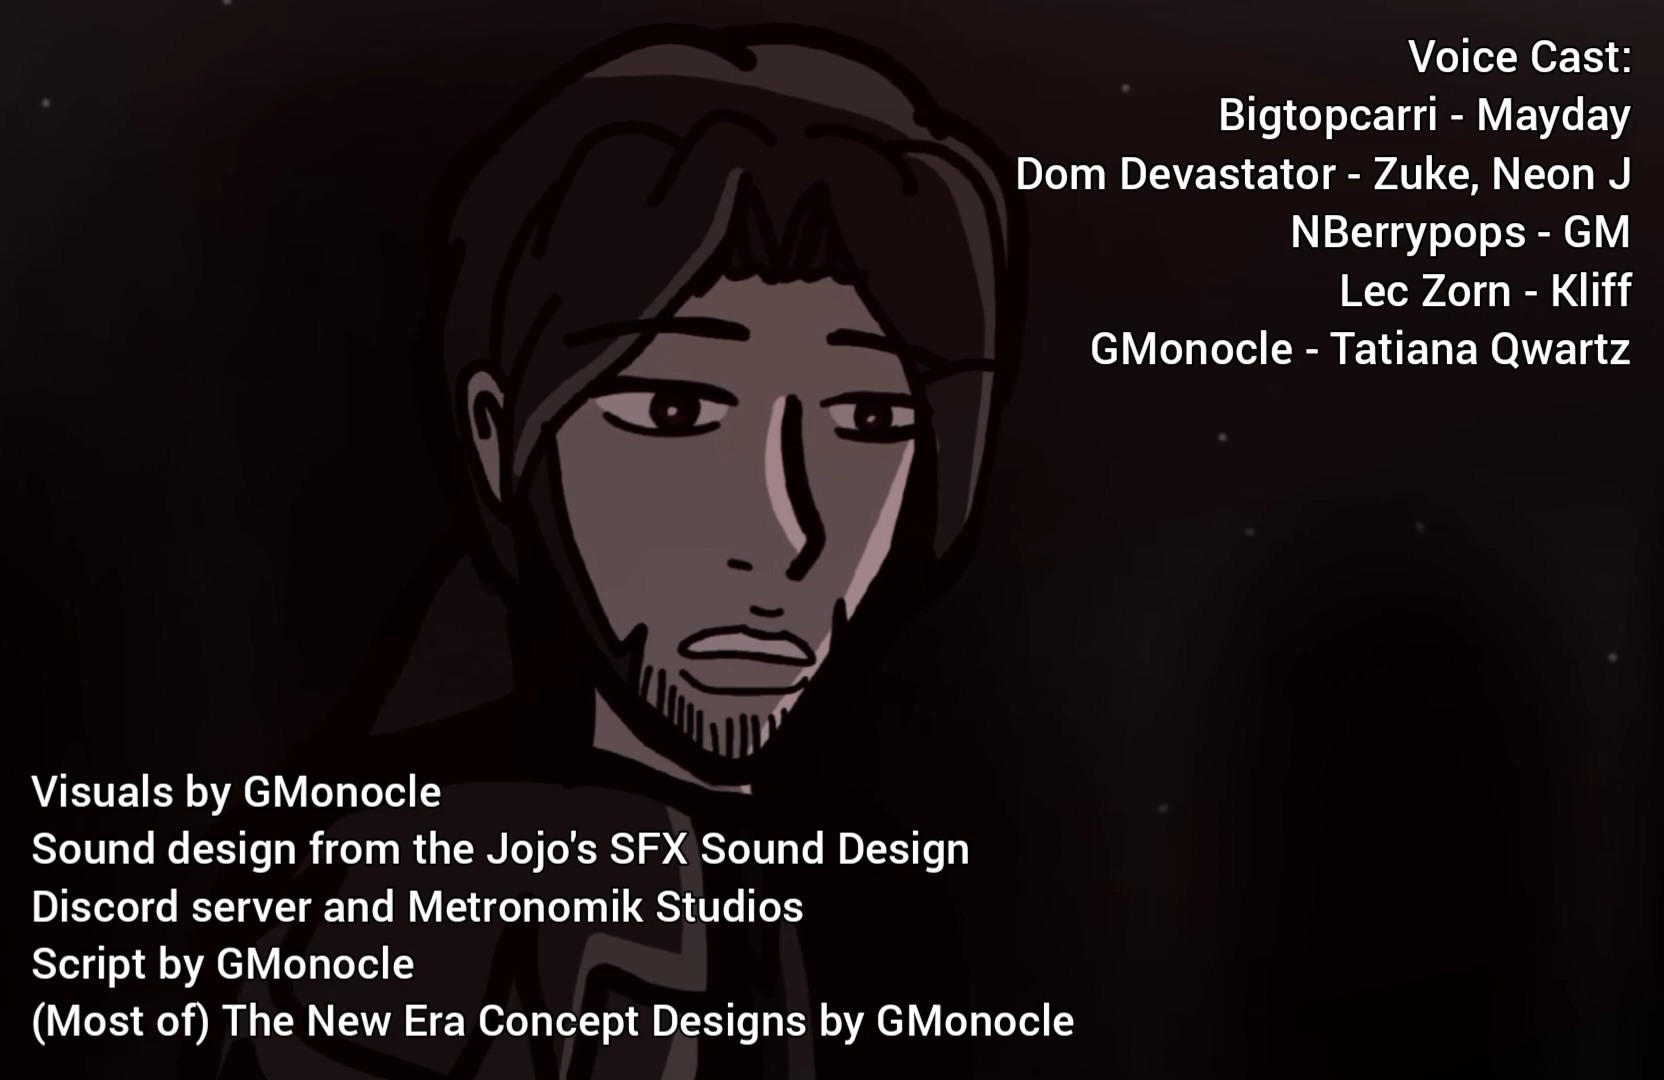 Voice Cast:
Bigtopcarri - Mayday
Dom Devastator - Zuke, Neon J
NBerrypops - GM
Lec Zorn - Kliff
GMonocle - Tatiana Qwartz
Visuals by GMonocle
Sound design from the Jojo's SFX Sound Design
Discord server and Metronomik Studios
Script by GMonocle
(Most of) The New Era Concept Designs by GMonocle